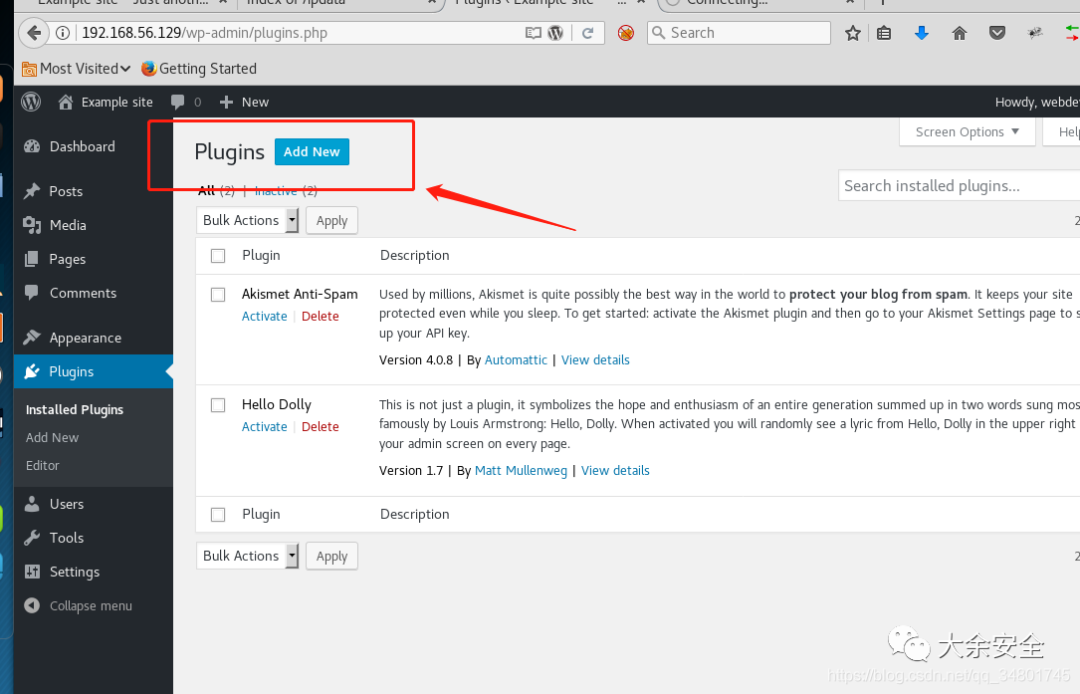 Example site — Just anoth...
Index of /updata
Plugins ‹ Example site — ...
Connecting...
192.168.56.129/wp-admin/plugins.php
Search
Most Visited
Getting Started
Example site
0
New
Howdy, webde
Dashboard
Posts
Media
Pages
Comments
Appearance
Plugins
Installed Plugins
Add New
Editor
Users
Tools
Settings
Collapse menu
Plugins
Add New
Screen Options ▼
Help
All (2) | Inactive (2)
Search installed plugins...
Bulk Actions
Apply
2
Plugin
Description
Akismet Anti-Spam
Activate | Delete
Used by millions, Akismet is quite possibly the best way in the world to protect your blog from spam. It keeps your site
protected even while you sleep. To get started: activate the Akismet plugin and then go to your Akismet Settings page to s
up your API key.
Version 4.0.8 | By Automattic | View details
Hello Dolly
Activate | Delete
This is not just a plugin, it symbolizes the hope and enthusiasm of an entire generation summed up in two words sung mos
famously by Louis Armstrong: Hello, Dolly. When activated you will randomly see a lyric from Hello, Dolly in the upper right
your admin screen on every page.
Version 1.7 | By Matt Mullenweg | View details
Plugin
Description
Bulk Actions
Apply
2
大余安全
https://blog.csdn.net/qq_34801745